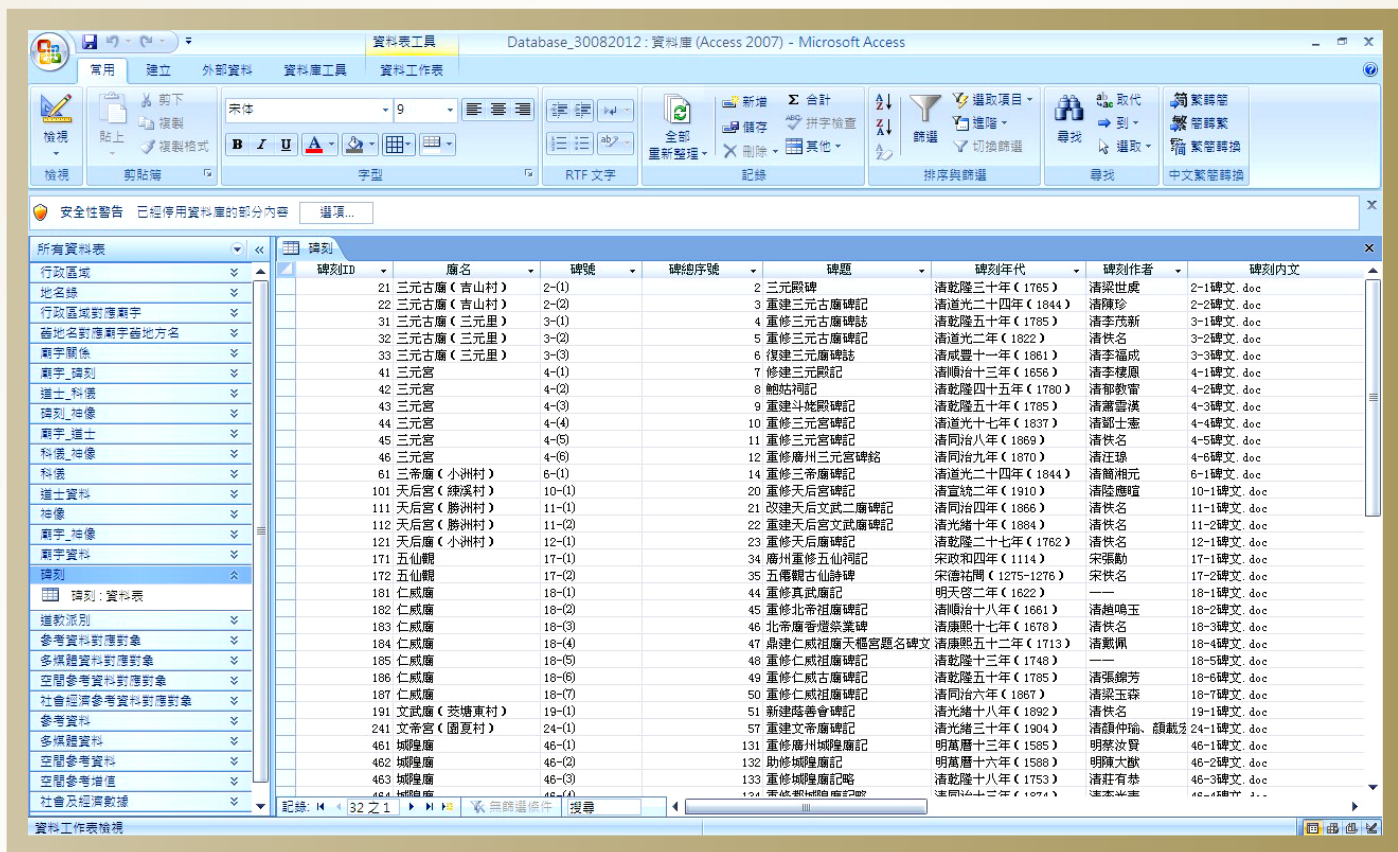 資料表工具 Database_30082012 : 資料庫 (Access 2007) - Microsoft Access
常用 建立 外部資料 資料庫工具 資料工作表
檢視 貼上 剪下 複製 複製格式
宋体 9
B I U A
全部重新整理 新增 儲存 刪除 Σ 合計 拼字檢查 其他
篩選 選取項目 進階 切換篩選
尋找 取代 到 選取
繁轉簡 簡轉繁 繁簡轉換
檢視 剪貼簿 字型 RTF 文字 記錄 排序與篩選 尋找 中文繁簡轉換
安全性警告 已經停用資料庫的部分內容 選項...
所有資料表
行政區域
地名錄
行政區域對應廟宇
舊地名對應廟宇舊地方名
廟宇關係
廟宇_碑刻
道士_科儀
碑刻_神像
廟宇_道士
科儀_神像
科儀
道士資料
神像
廟宇_神像
廟宇資料
碑刻
碑刻 : 資料表
道教派別
參考資料對應對象
多媒體資料對應對象
空間參考資料對應對象
社會經濟參考資料對應對象
參考資料
多媒體資料
空間參考資料
空間參考增值
社會及經濟數據
碑刻
碑刻ID 廟名 碑號 碑總序號 碑題 碑刻年代 碑刻作者 碑刻內文
21 三元古廟(吉山村) 2-(1) 2 三元殿碑 清乾隆三十年(1765) 清梁世虞 2-1碑文.doc
22 三元古廟(吉山村) 2-(2) 3 重建三元古廟碑記 清道光二十四年(1844) 清陳珍 2-2碑文.doc
31 三元古廟(三元里) 3-(1) 4 重修三元古廟碑誌 清乾隆五十年(1785) 清李茂新 3-1碑文.doc
32 三元古廟(三元里) 3-(2) 5 重修三元古廟碑記 清道光二年(1822) 清佚名 3-2碑文.doc
33 三元古廟(三元里) 3-(3) 6 復建三元廟碑誌 清咸豐十一年(1861) 清李福成 3-3碑文.doc
41 三元宮 4-(1) 7 修建三元殿記 清順治十三年(1656) 清李棲鳳 4-1碑文.doc
42 三元宮 4-(2) 8 鮑姑祠記 清乾隆四十五年(1780) 清郁教甯 4-2碑文.doc
43 三元宮 4-(3) 9 重建斗姥殿碑記 清乾隆五十年(1785) 清蕭雲漢 4-3碑文.doc
44 三元宮 4-(4) 10 重修三元宮碑記 清道光十七年(1837) 清鄧士憲 4-4碑文.doc
45 三元宮 4-(5) 11 重修三元宮碑記 清同治八年(1869) 清佚名 4-5碑文.doc
46 三元宮 4-(6) 12 重修廣州三元宮碑銘 清同治九年(1870) 清汪瑔 4-6碑文.doc
61 三帝廟(小洲村) 6-(1) 14 重修三帝廟碑記 清道光二十四年(1844) 清簡湘元 6-1碑文.doc
101 天后宮(練溪村) 10-(1) 20 重修天后宮碑記 清宣統二年(1910) 清陸應暄 10-1碑文.doc
111 天后宮(勝洲村) 11-(1) 21 改建天后文武二廟碑記 清同治四年(1866) 清佚名 11-1碑文.doc
112 天后宮(勝洲村) 11-(2) 22 重建天后宮文武廟碑記 清光緒十年(1884) 清佚名 11-2碑文.doc
121 天后廟(小洲村) 12-(1) 23 重修天后廟碑記 清乾隆二十七年(1762) 清佚名 12-1碑文.doc
171 五仙觀 17-(1) 34 廣州重修五仙祠記 宋政和四年(1114) 宋張勵 17-1碑文.doc
172 五仙觀 17-(2) 35 五僊觀古仙詩碑 宋德祐間(1275-1276) 宋佚名 17-2碑文.doc
181 仁威廟 18-(1) 44 重修真武廟記 明天啓二年(1622) —— 18-1碑文.doc
182 仁威廟 18-(2) 45 重修北帝祖廟碑記 清順治十八年(1661) 清趙鳴玉 18-2碑文.doc
183 仁威廟 18-(3) 46 北帝廟香燈祭業碑 清康熙十七年(1678) 清佚名 18-3碑文.doc
184 仁威廟 18-(4) 47 鼎建仁威祖廟天樞宮題名碑文 清康熙五十二年(1713) 清戴佩 18-4碑文.doc
185 仁威廟 18-(5) 48 重修仁威祖廟碑記 清乾隆十三年(1748) —— 18-5碑文.doc
186 仁威廟 18-(6) 49 重修仁威古廟碑記 清乾隆五十年(1785) 清張錦芳 18-6碑文.doc
187 仁威廟 18-(7) 50 重修仁威祖廟碑記 清同治六年(1867) 清梁玉森 18-7碑文.doc
191 文武廟(茭塘東村) 19-(1) 51 新建蔭善會碑記 清光緒十八年(1892) 清佚名 19-1碑文.doc
241 文帝宮(園夏村) 24-(1) 57 重建文帝廟碑記 清光緒三十年(1904) 清顏仲瑜、顏載宏 24-1碑文.doc
461 城隍廟 46-(1) 131 重修廣州城隍廟記 明萬曆十三年(1585) 明蔡汝賢 46-1碑文.doc
462 城隍廟 46-(2) 132 助修城隍廟記 明萬曆十六年(1588) 明陳大猷 46-2碑文.doc
463 城隍廟 46-(3) 133 重修城隍廟記略 清乾隆十八年(1753) 清莊有恭 46-3碑文.doc
記錄: 32 之 1 無篩選條件 搜尋
資料工作表檢視